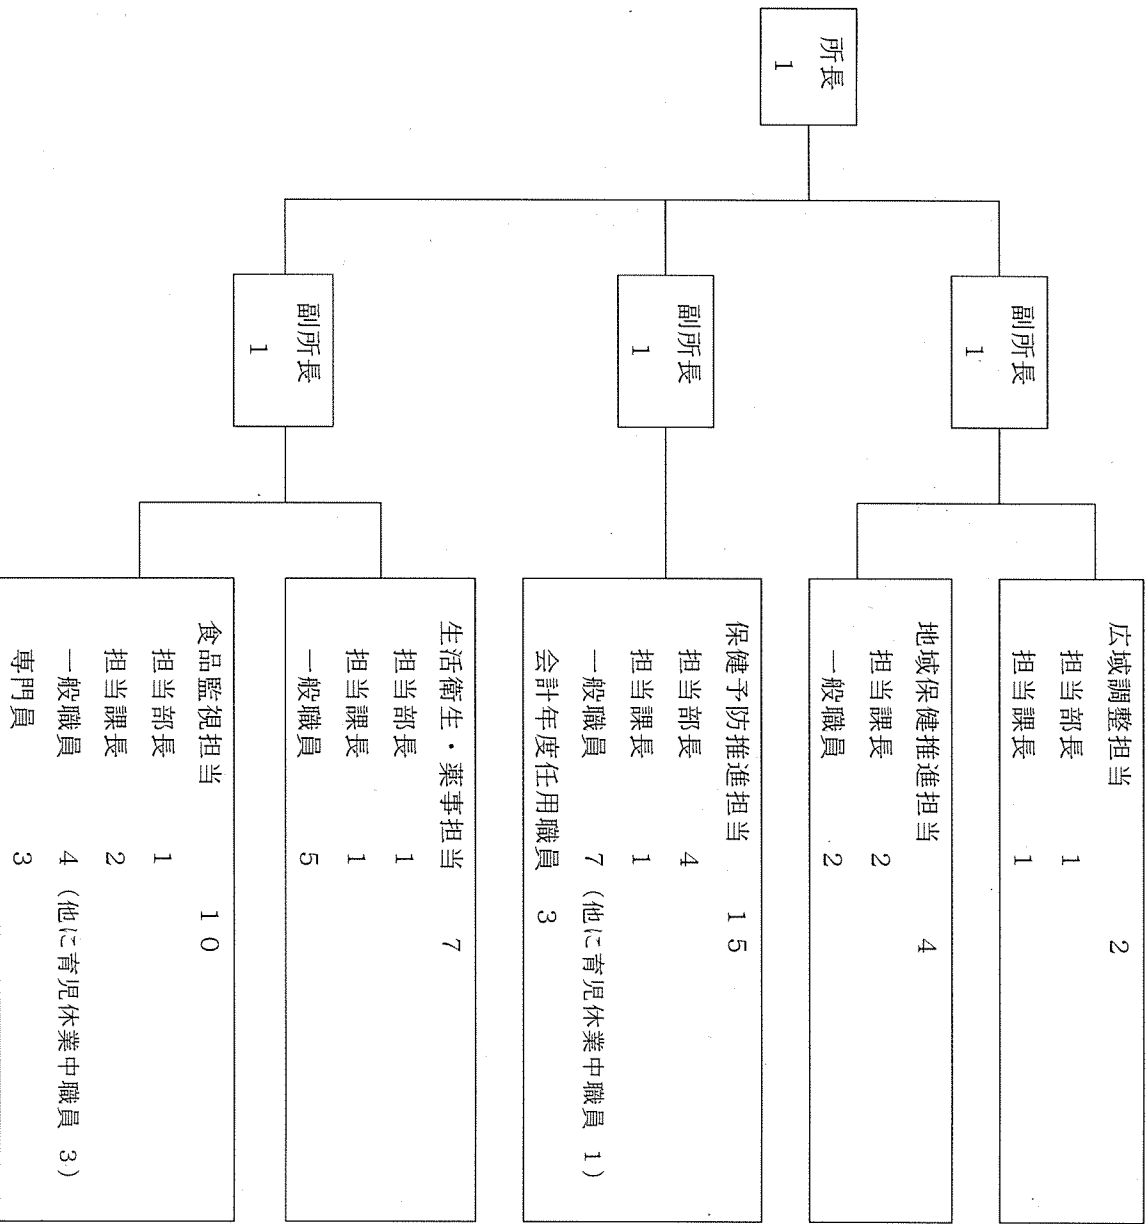 所長
1
副所長
1
広域調整担当 2
担当部長 1
担当課長 1
地域保健推進担当 4
担当課長 2
一般職員 2
副所長
1
保健予防推進担当 15
担当部長 4
担当課長 1
一般職員 7 (他に育児休業中職員 1)
会計年度任用職員 3
副所長
1
生活衛生・薬事担当 7
担当部長 1
担当課長 1
一般職員 5
食品監視担当 10
担当部長 1
担当課長 2
一般職員 4 (他に育児休業中職員 3)
専門員 3